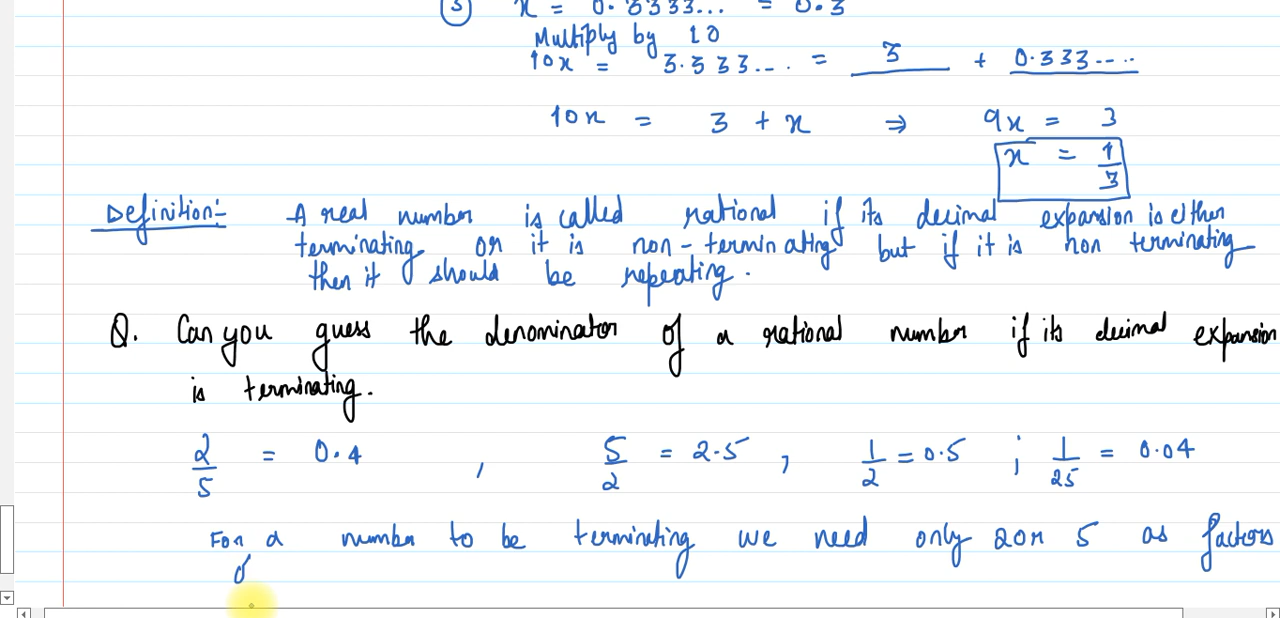 ③ x = 0.3333... = 0.3
Multiply by 10
10x = 3.333.... = 3 + 0.333....
10x = 3 + x ⇒ 9x = 3
x = 1/3
Definition:- A real number is called rational if its decimal expansion is either
terminating or it is non-terminating but if it is non terminating
then it should be repeating.
Q. Can you guess the denominator of a rational number if its decimal expansion
is terminating.
2/5 = 0.4 , 5/2 = 2.5 , 1/2 = 0.5 ; 1/25 = 0.04
For a number to be terminating we need only 2 or 5 as factors